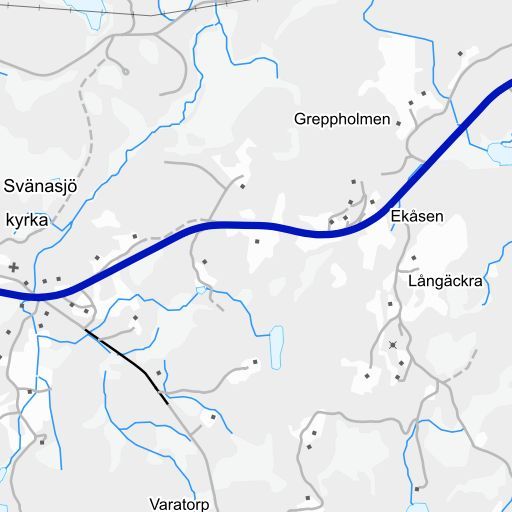 Greppholmen
Svänasjö
kyrka
Ekåsen
Långäckra
Varatorp